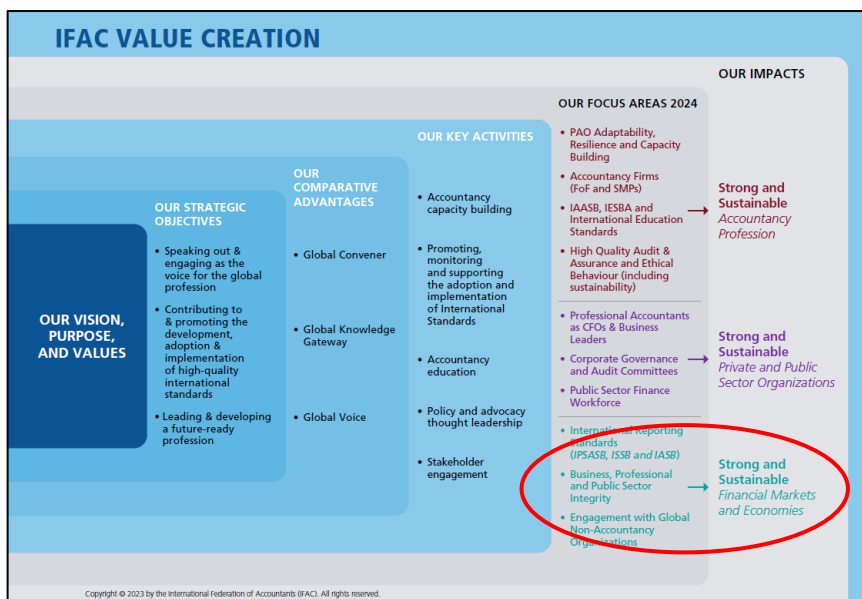 IFAC VALUE CREATION
OUR VISION,
PURPOSE,
AND VALUES
OUR STRATEGIC
OBJECTIVES
• Speaking out &
engaging as the
voice for the global
profession
• Contributing to
& promoting the
development,
adoption &
implementation
of high-quality
international
standards
• Leading & developing
a future-ready
profession
OUR
COMPARATIVE
ADVANTAGES
• Global Convener
• Global Knowledge
Gateway
• Global Voice
OUR KEY ACTIVITIES
• Accountancy
capacity building
• Promoting,
monitoring
and supporting
the adoption and
implementation
of International
Standards
• Accountancy
education
• Policy and advocacy
thought leadership
• Stakeholder
engagement
OUR FOCUS AREAS 2024
• PAO Adaptability,
Resilience and Capacity
Building
• Accountancy Firms
(FoF and SMPs)
• IAASB, IESBA and
International Education
Standards
• High Quality Audit &
Assurance and Ethical
Behaviour (including
sustainability)
• Professional Accountants
as CFOs & Business
Leaders
• Corporate Governance
and Audit Committees
• Public Sector Finance
Workforce
• International Reporting
Standards
(IPSASB, ISSB and IASB)
• Business, Professional
and Public Sector
Integrity
• Engagement with Global
Non-Accountancy
Organizations
OUR IMPACTS
Strong and
Sustainable
Accountancy
Profession
Strong and
Sustainable
Private and Public
Sector Organizations
Strong and
Sustainable
Financial Markets
and Economies
Copyright © 2023 by the International Federation of Accountants (IFAC). All rights reserved.